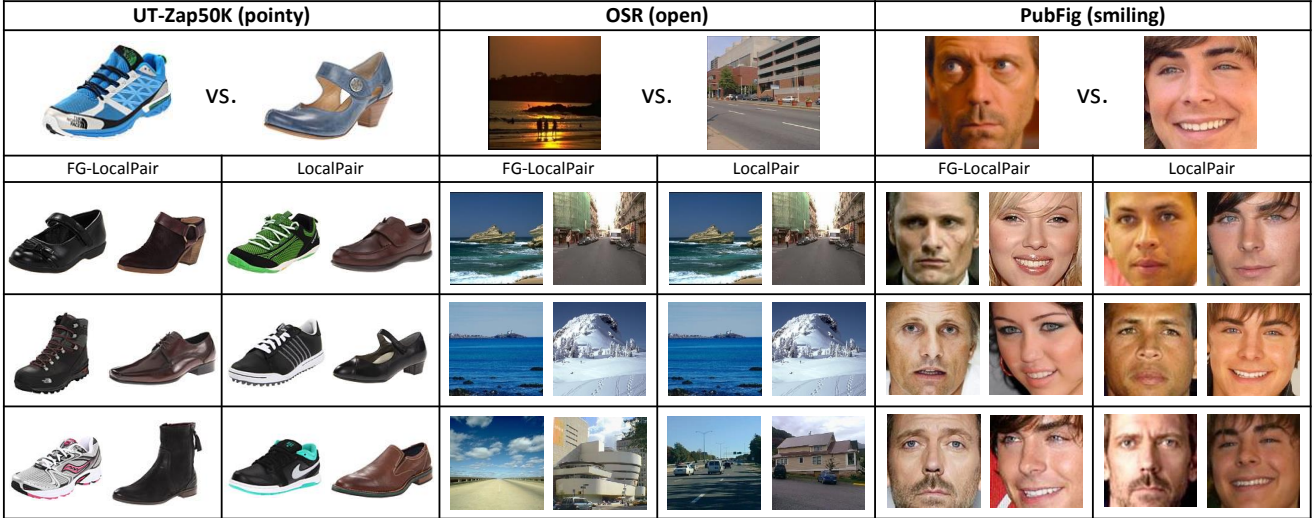 UT-Zap50K (pointy) OSR (open) PubFig (smiling)
vs. vs. vs.
FG-LocalPair LocalPair FG-LocalPair LocalPair FG-LocalPair LocalPair